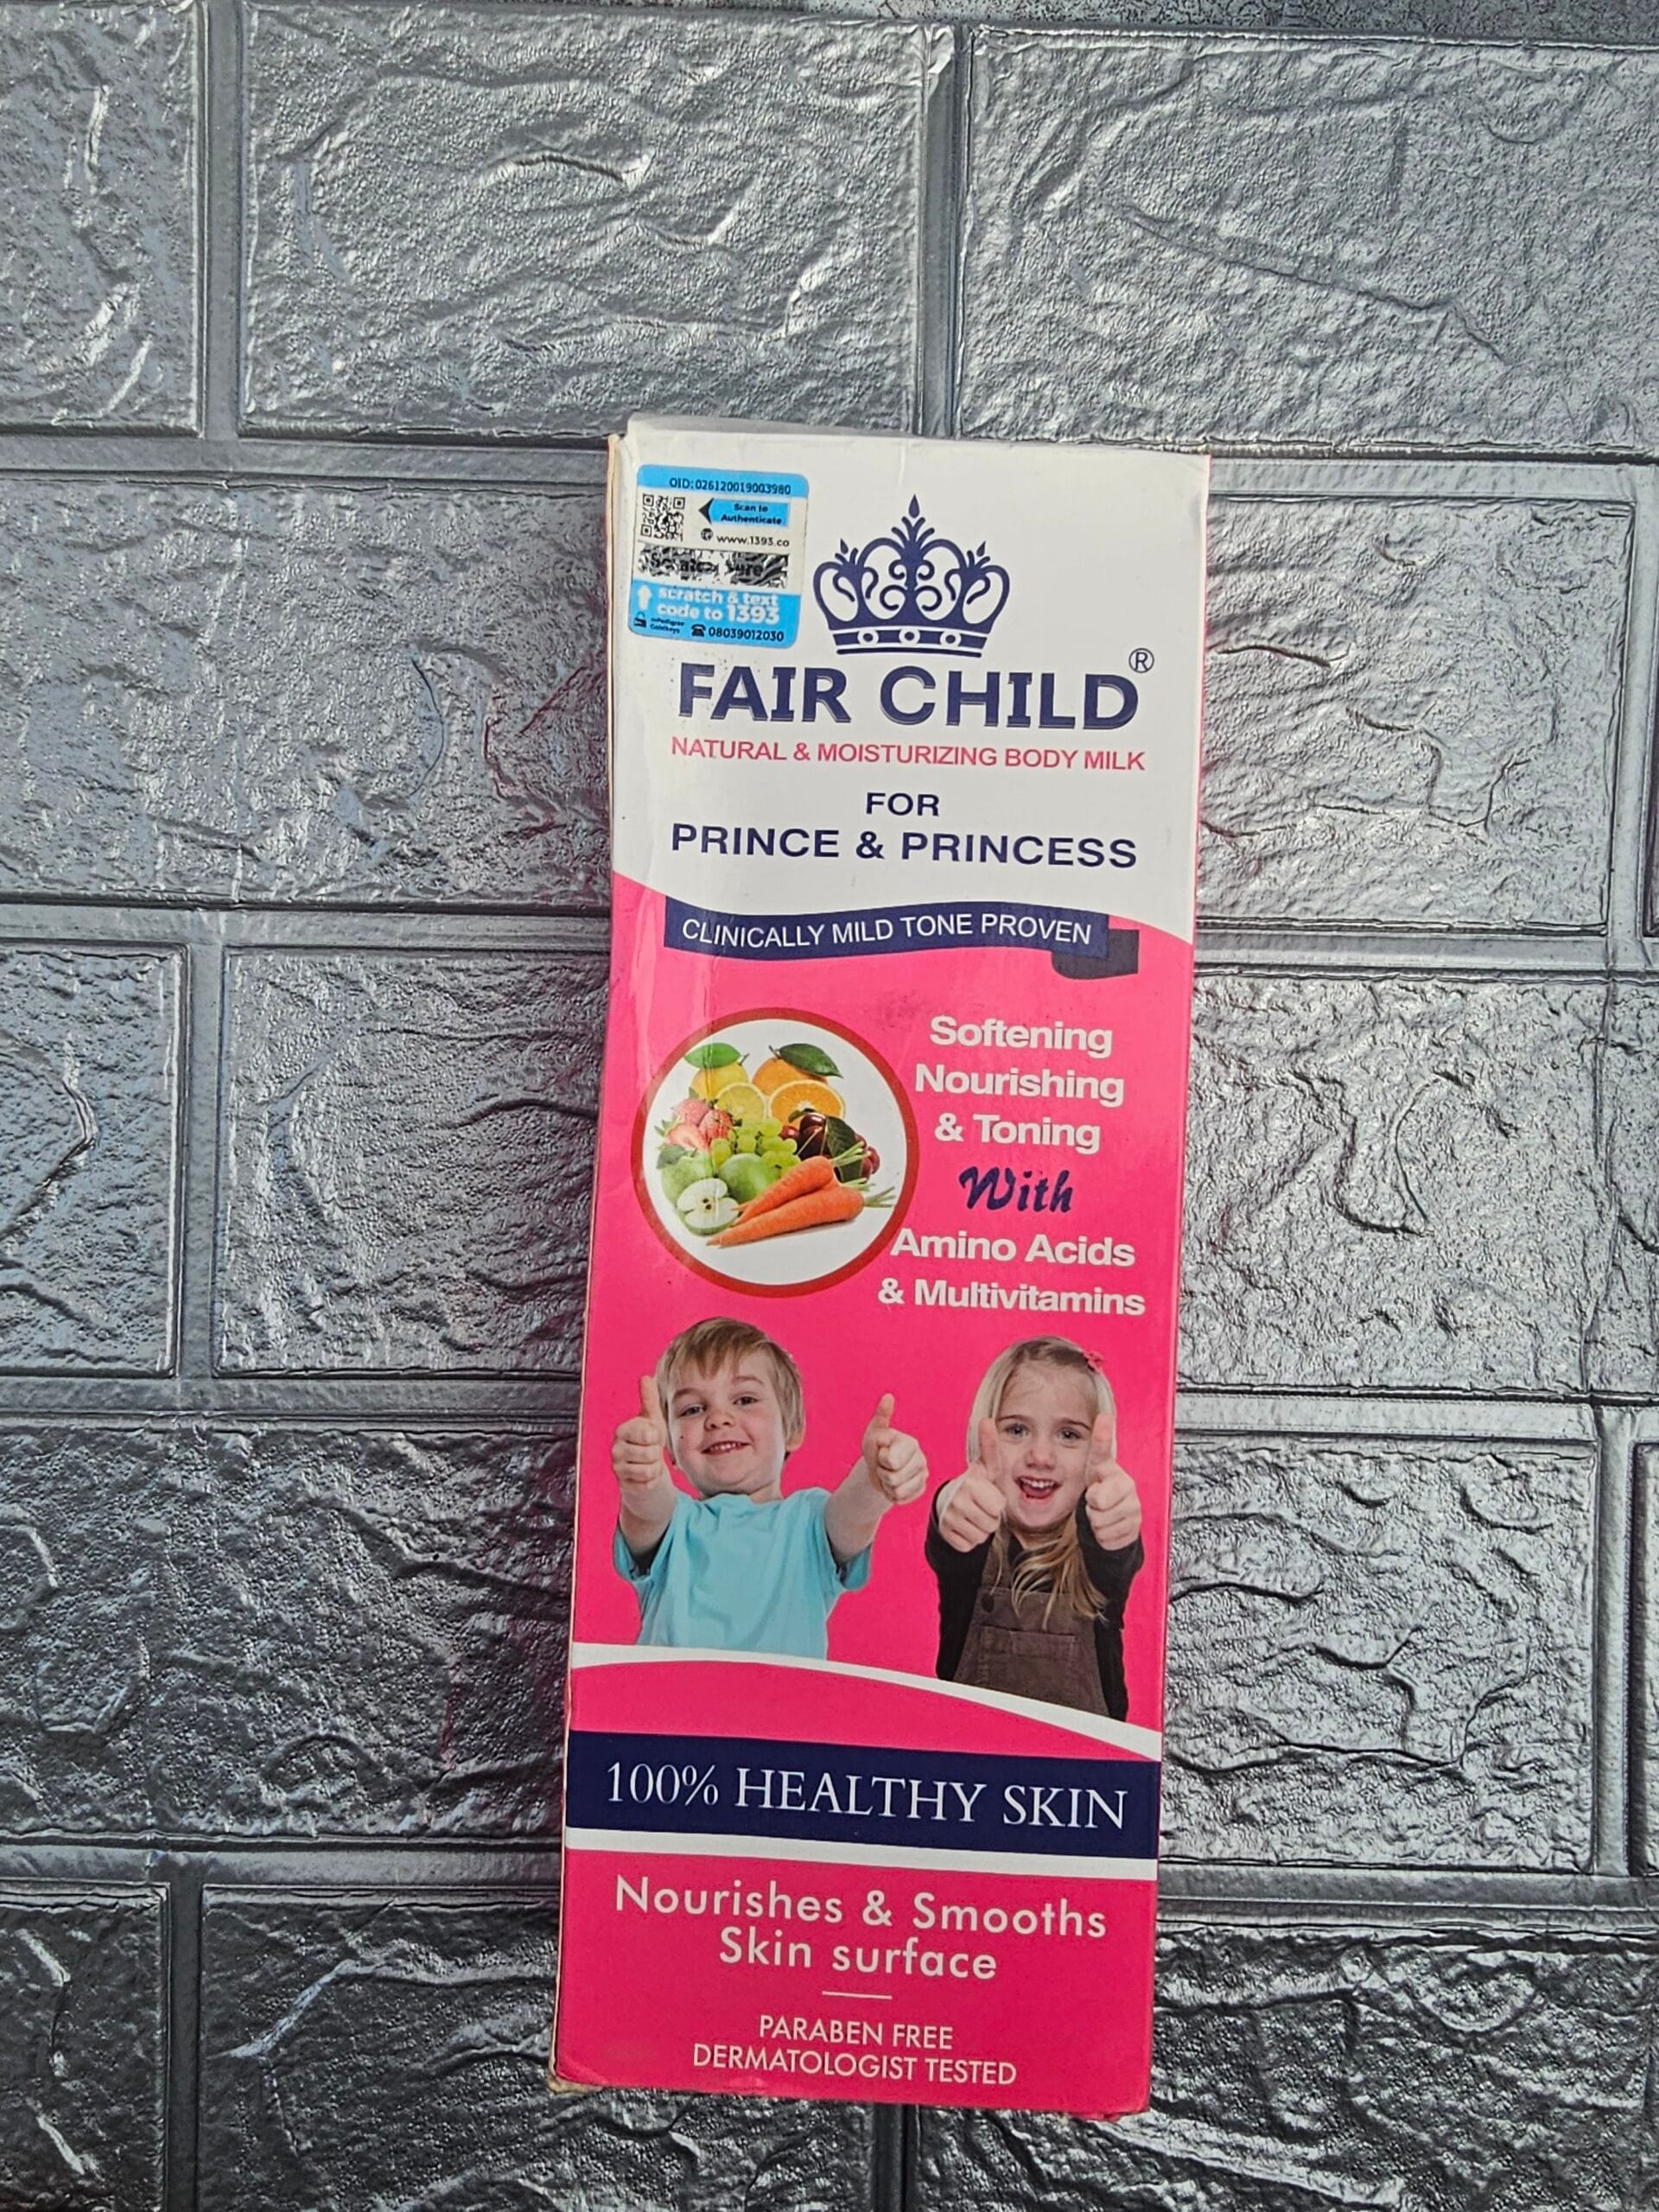 OID:026120019003980
Scan to
Authenticate
www.1393.co
scratch & text
code to 1393
mPedigree
Goldkeys
08039012030
FAIR CHILD®
NATURAL & MOISTURIZING BODY MILK
FOR
PRINCE & PRINCESS
CLINICALLY MILD TONE PROVEN
Softening
Nourishing
& Toning
With
Amino Acids
& Multivitamins
100% HEALTHY SKIN
Nourishes & Smooths
Skin surface
PARABEN FREE
DERMATOLOGIST TESTED